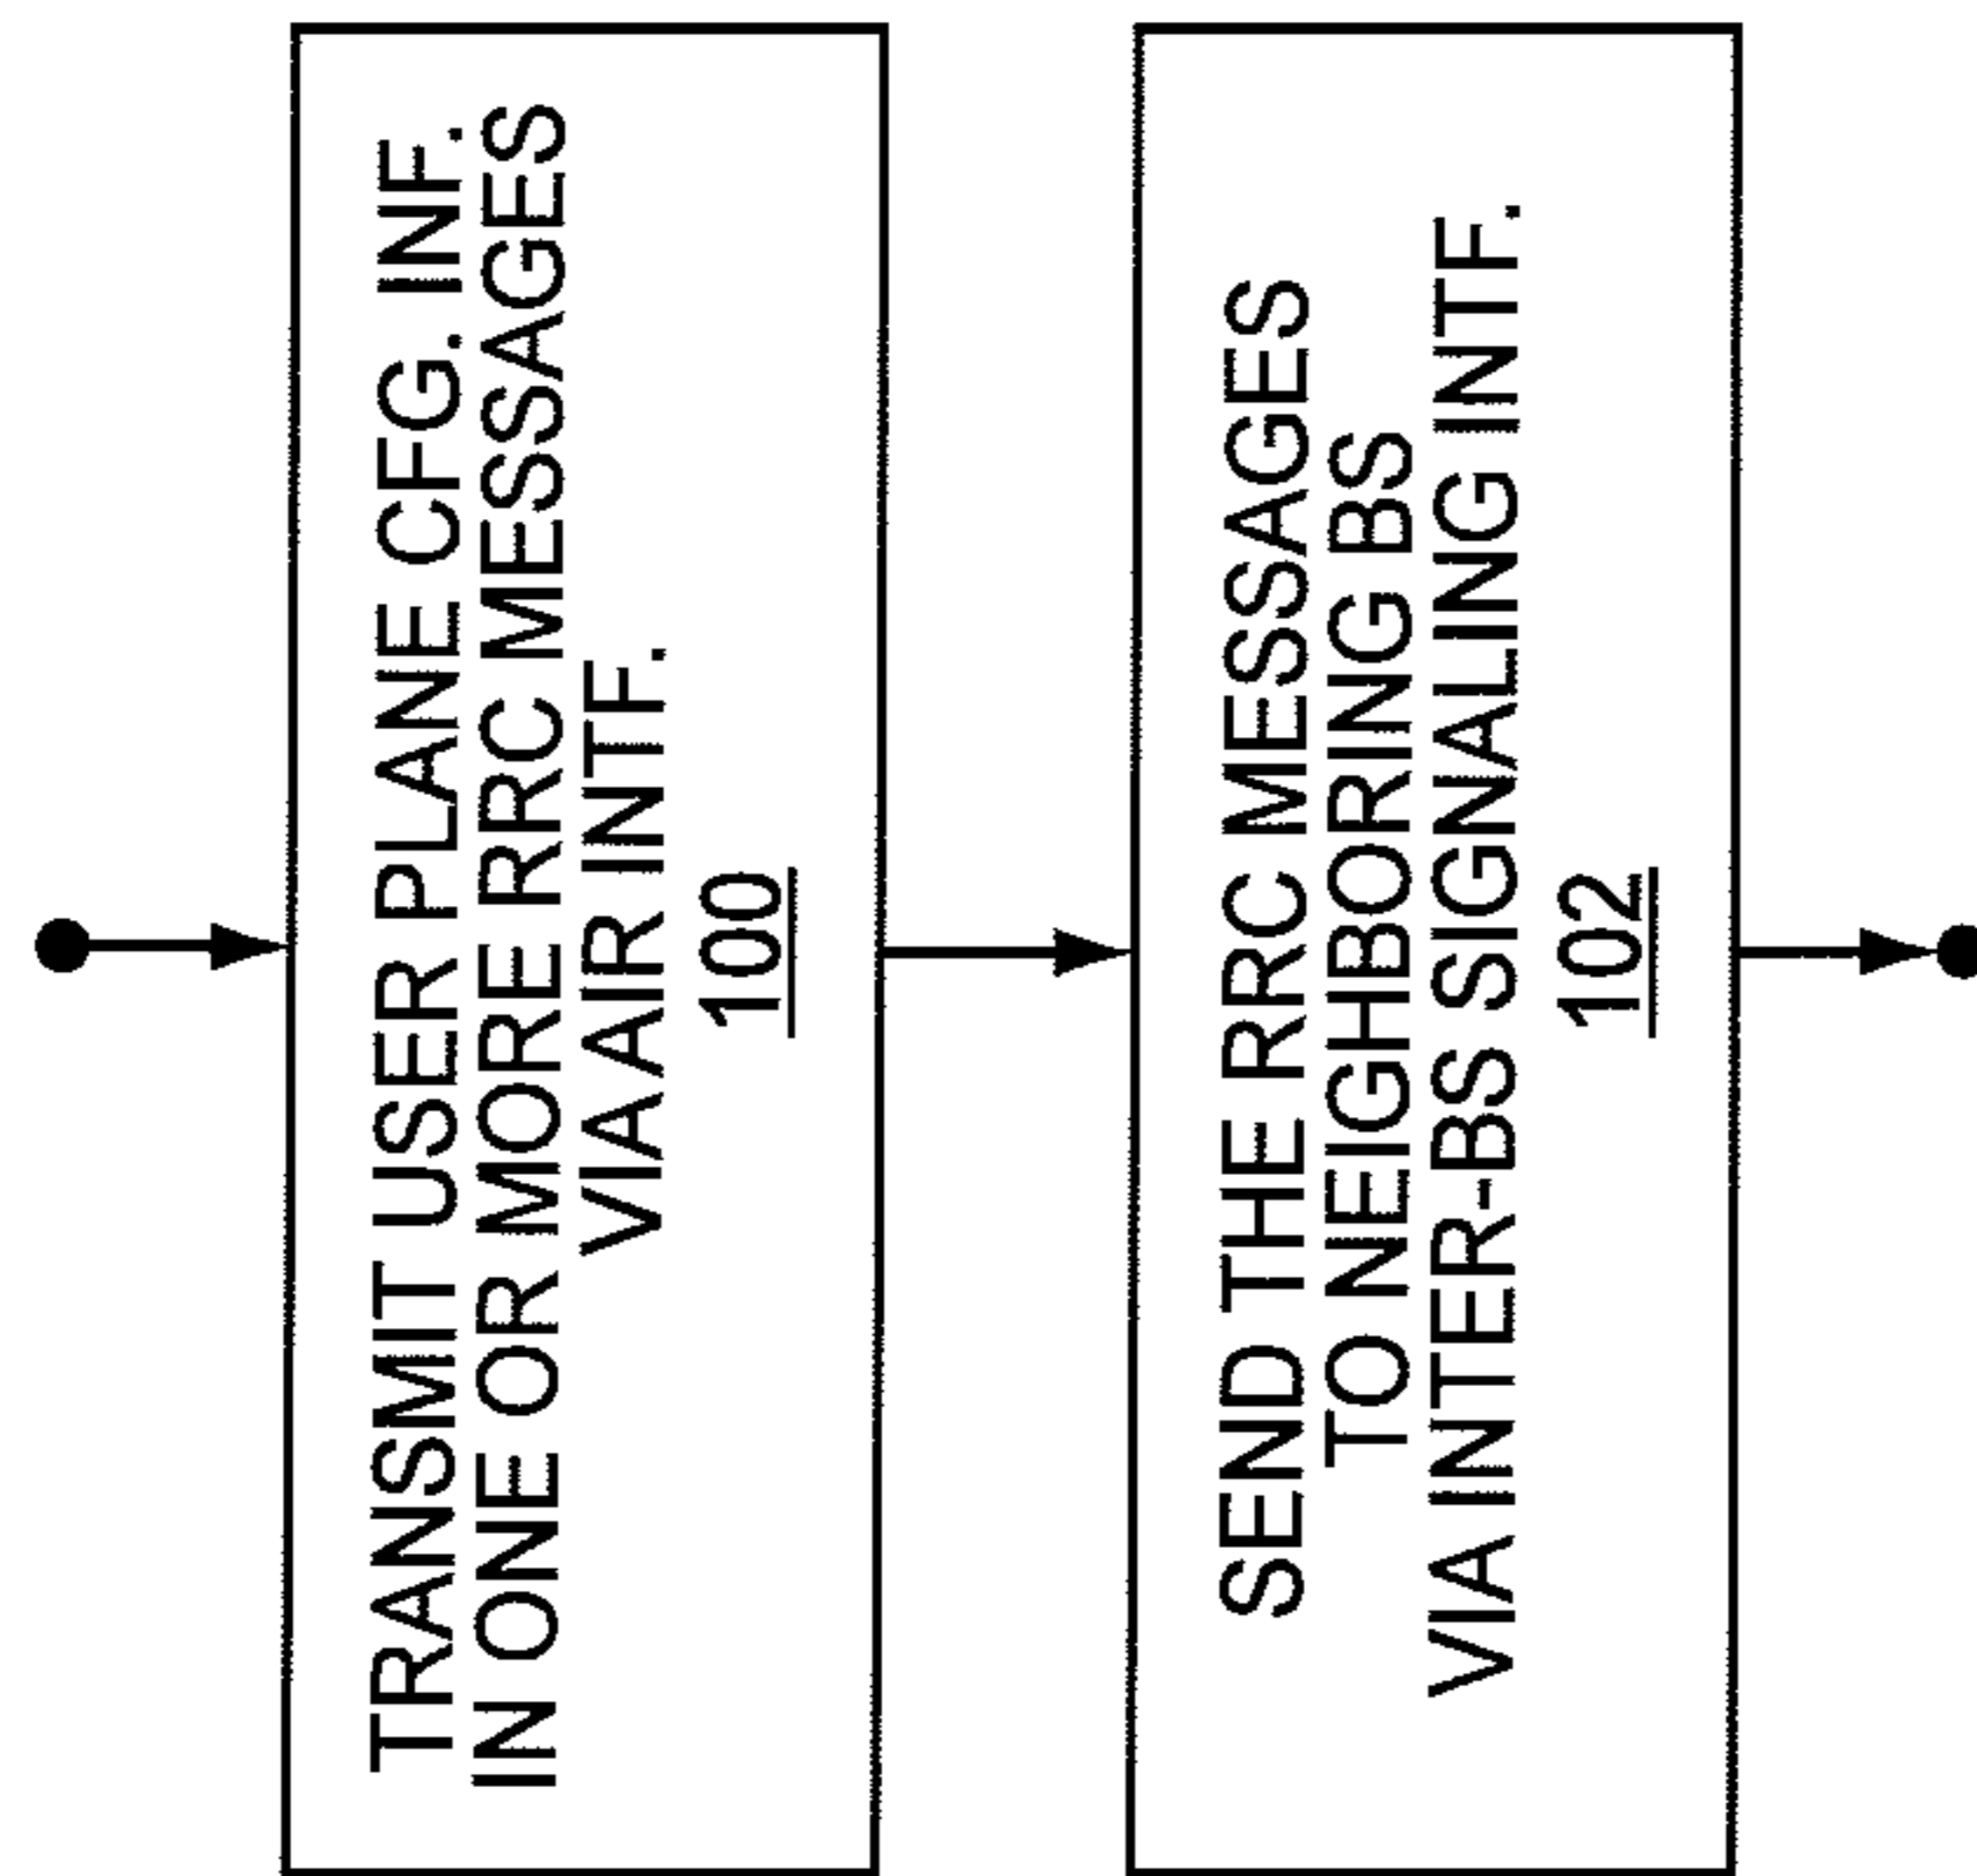 TRANSMIT USER PLANE CFG. INF.
IN ONE OR MORE RRC MESSAGES
VIA AIR INTF.
100
SEND THE RRC MESSAGES
TO NEIGHBORING BS
VIA INTER-BS SIGNALING INTF.
102